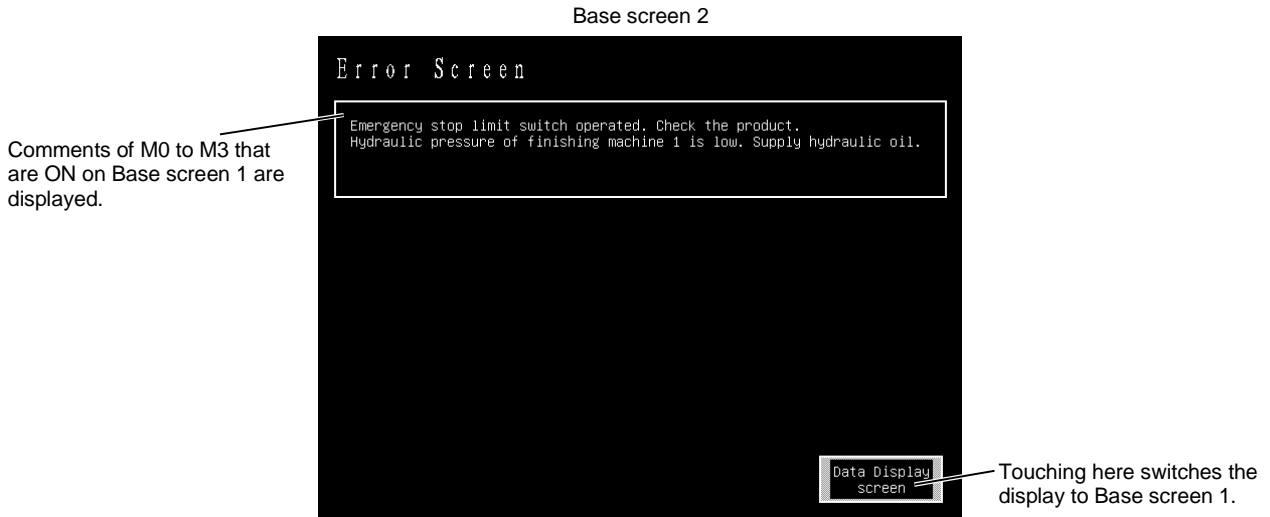 Base screen 2
Error Screen
Emergency stop limit switch operated. Check the product.
Hydraulic pressure of finishing machine 1 is low. Supply hydraulic oil.
Comments of M0 to M3 that
are ON on Base screen 1 are
displayed.
Data Display
screen
Touching here switches the
display to Base screen 1.